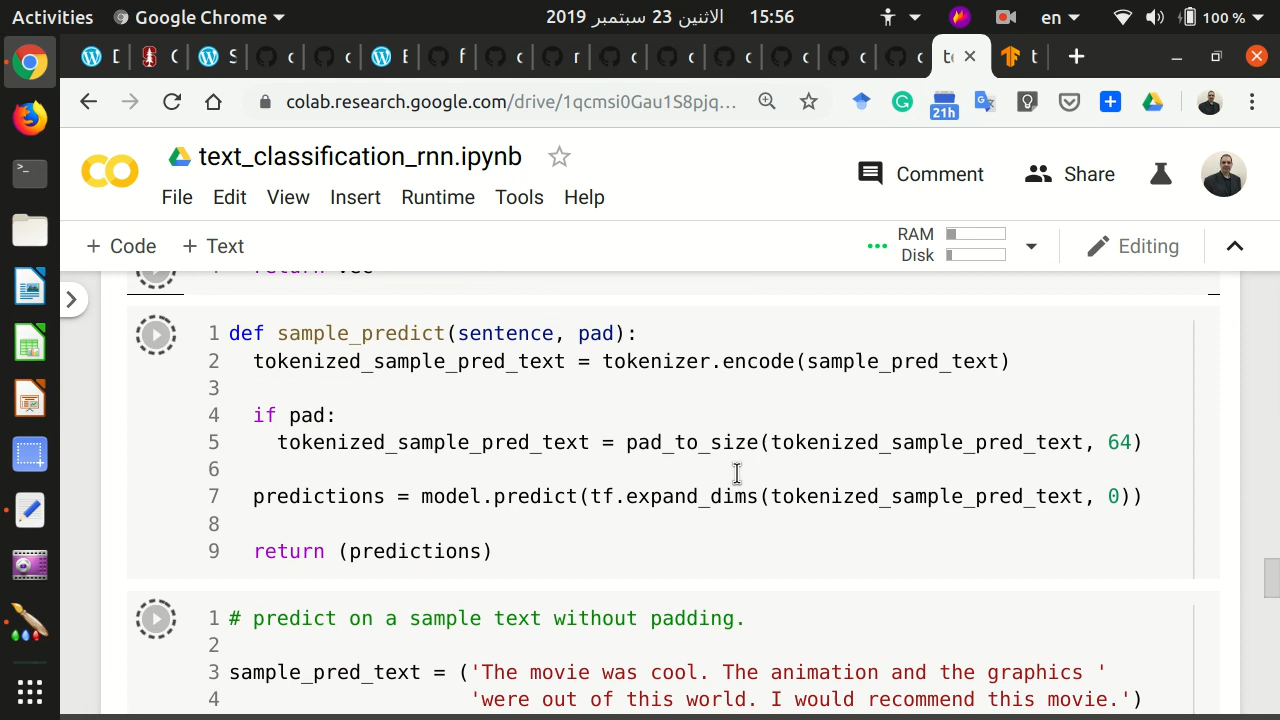 Activities Google Chrome الاثنين 23 سبتمبر 2019 15:56 en 100 %
colab.research.google.com/drive/1qcmsi0Gau1S8pjq... 21h
text_classification_rnn.ipynb
Comment Share
File Edit View Insert Runtime Tools Help
+ Code + Text RAM Disk Editing
1 def sample_predict(sentence, pad):
2 tokenized_sample_pred_text = tokenizer.encode(sample_pred_text)
3
4 if pad:
5 tokenized_sample_pred_text = pad_to_size(tokenized_sample_pred_text, 64)
6
7 predictions = model.predict(tf.expand_dims(tokenized_sample_pred_text, 0))
8
9 return (predictions)
1 # predict on a sample text without padding.
2
3 sample_pred_text = ('The movie was cool. The animation and the graphics '
4 'were out of this world. I would recommend this movie.')